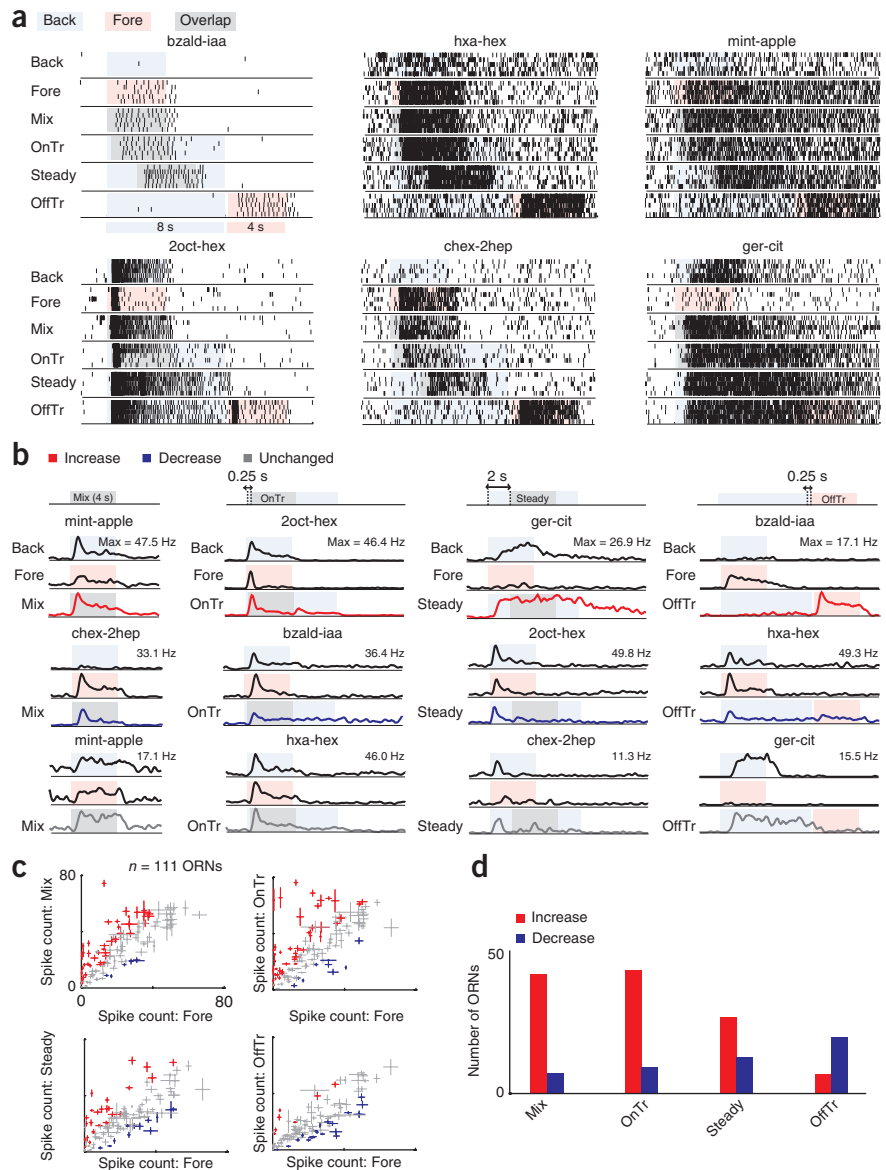 a
Back Fore Overlap
bzald-iaa hxa-hex mint-apple
Back
Fore
Mix
OnTr
Steady
OffTr
8 s 4 s
2oct-hex chex-2hep ger-cit
Back
Fore
Mix
OnTr
Steady
OffTr
b
Increase Decrease Unchanged
0.25 s 2 s 0.25 s
Mix (4 s) OnTr Steady OffTr
mint-apple 2oct-hex ger-cit bzald-iaa
Back Max = 47.5 Hz Back Max = 46.4 Hz Back Max = 26.9 Hz Back Max = 17.1 Hz
Fore Fore Fore Fore
Mix OnTr Steady OffTr
chex-2hep bzald-iaa 2oct-hex hxa-hex
33.1 Hz 36.4 Hz 49.8 Hz 49.3 Hz
Mix OnTr Steady OffTr
mint-apple hxa-hex chex-2hep ger-cit
17.1 Hz 46.0 Hz 11.3 Hz 15.5 Hz
Mix OnTr Steady OffTr
c
n = 111 ORNs
80
Spike count: Mix
0
0 80
Spike count: Fore
Spike count: OnTr
Spike count: Fore
Spike count: Steady
Spike count: Fore
Spike count: OffTr
Spike count: Fore
d
Increase
Decrease
50
Number of ORNs
0
Mix OnTr Steady OffTr